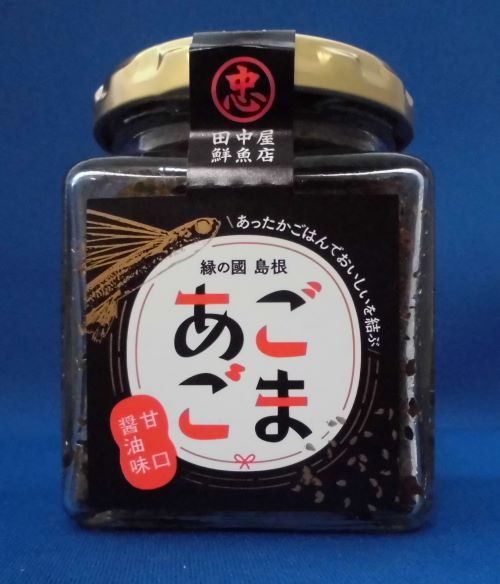 忠
田中屋
鮮魚店
あったかごはんでおいしいを結ぶ
縁の國 島根
ごま
あご
甘口
醤油味